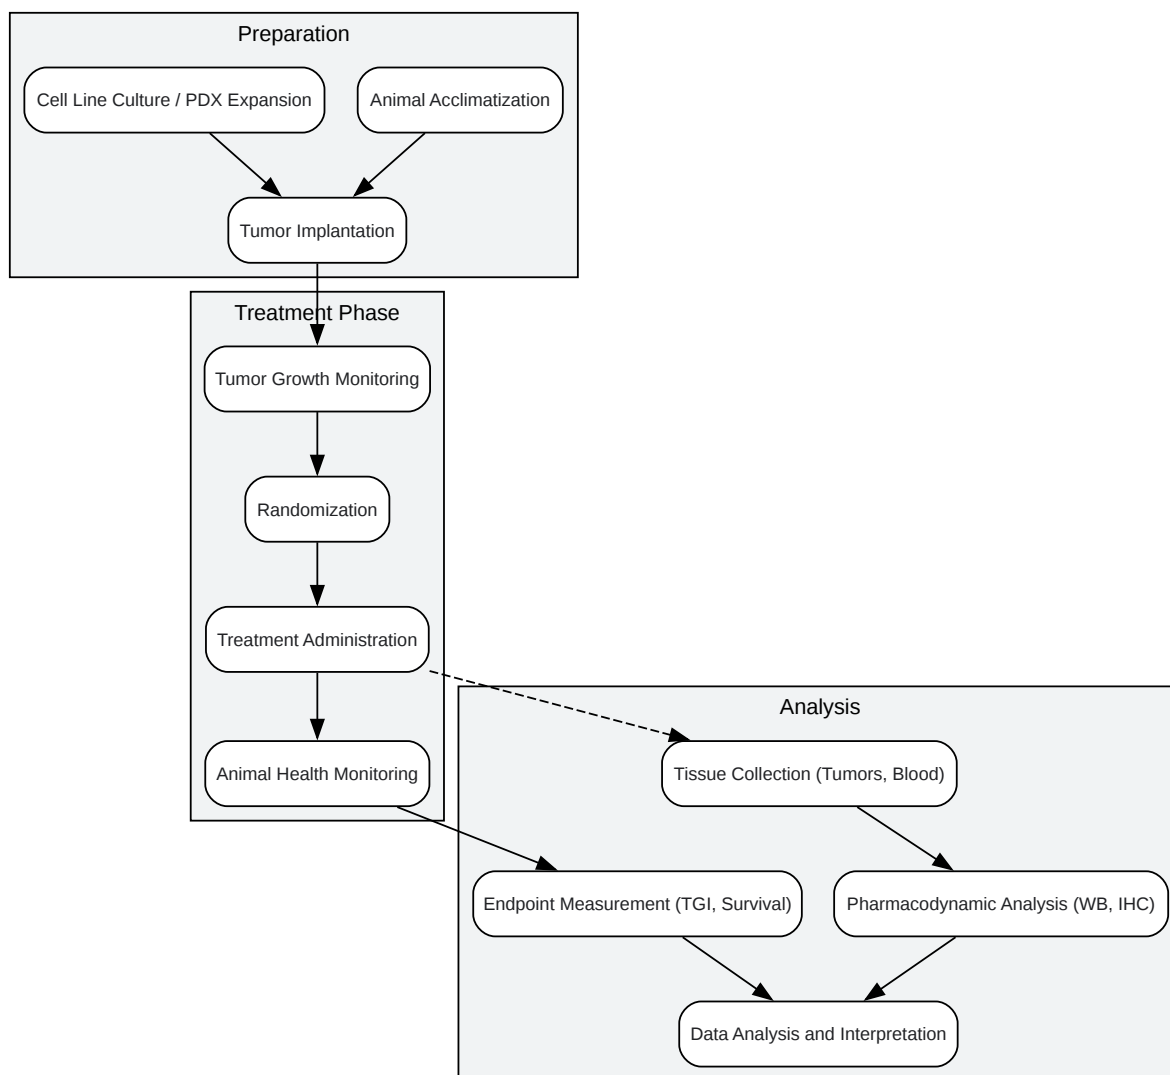 Preparation
Cell Line Culture / PDX Expansion
Animal Acclimatization
Tumor Implantation
Treatment Phase
Tumor Growth Monitoring
Randomization
Treatment Administration
Animal Health Monitoring
Analysis
Tissue Collection (Tumors, Blood)
Endpoint Measurement (TGI, Survival)
Pharmacodynamic Analysis (WB, IHC)
Data Analysis and Interpretation